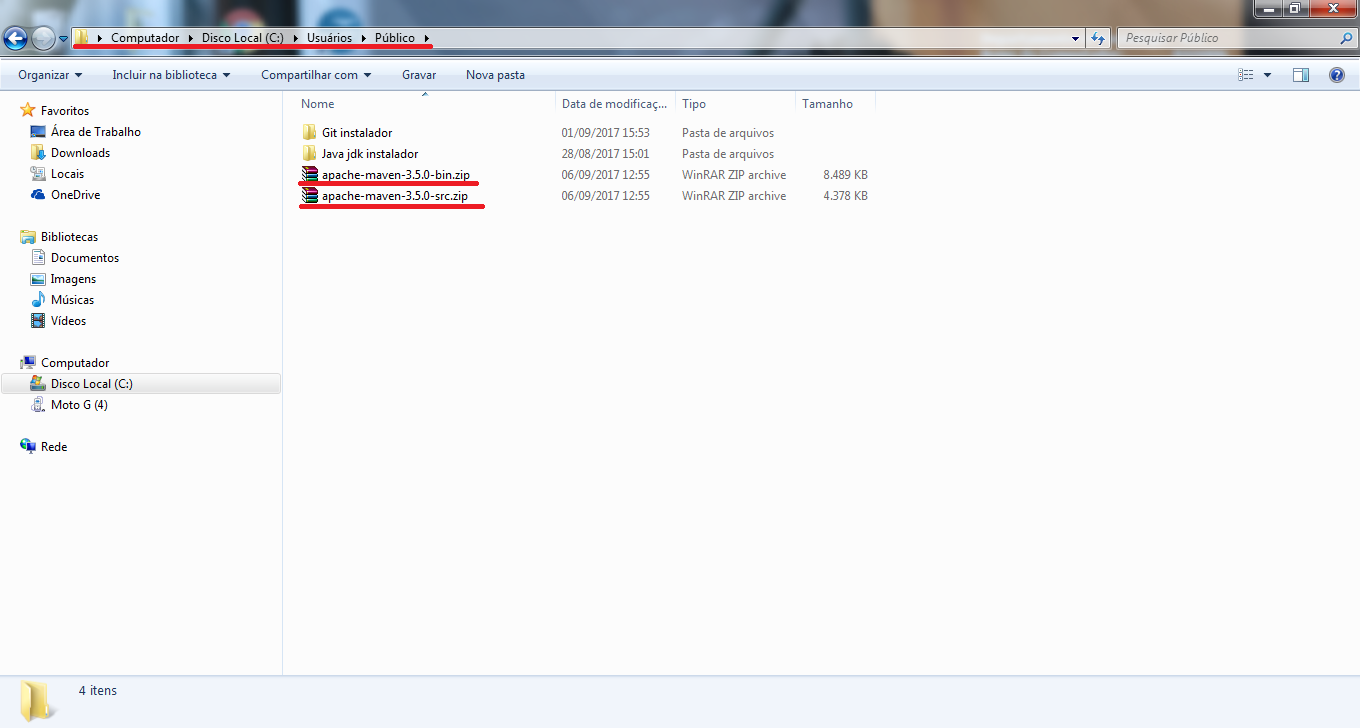 Computador Disco Local (C:) Usuários Público Pesquisar Público
Organizar Incluir na biblioteca Compartilhar com Gravar Nova pasta
Nome Data de modificaç... Tipo Tamanho
Favoritos
Área de Trabalho
Downloads
Locais
OneDrive
Bibliotecas
Documentos
Imagens
Músicas
Vídeos
Computador
Disco Local (C:)
Moto G (4)
Rede
Git instalador 01/09/2017 15:53 Pasta de arquivos
Java jdk instalador 28/08/2017 15:01 Pasta de arquivos
apache-maven-3.5.0-bin.zip 06/09/2017 12:55 WinRAR ZIP archive 8.489 KB
apache-maven-3.5.0-src.zip 06/09/2017 12:55 WinRAR ZIP archive 4.378 KB
4 itens